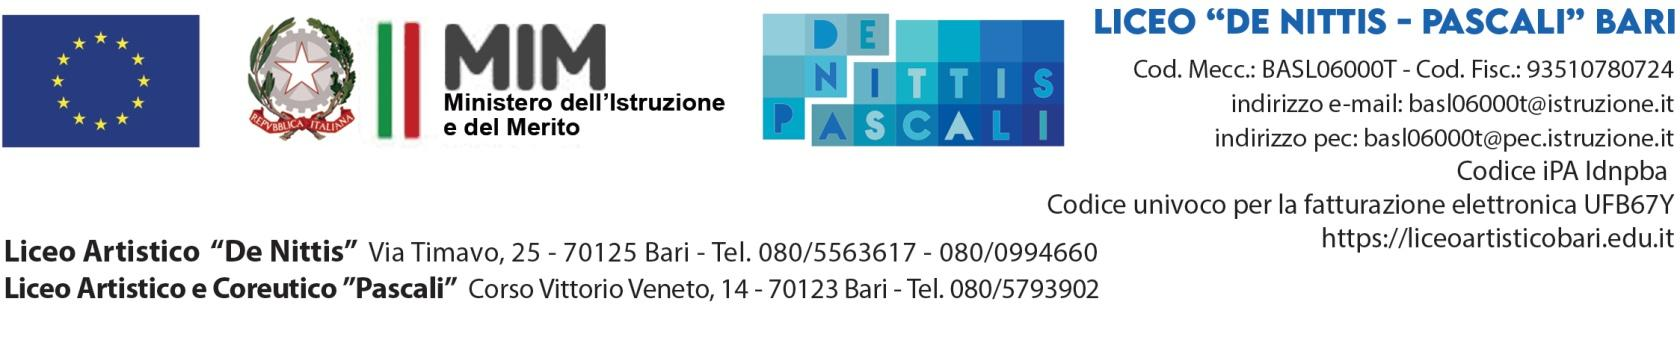 REPVBBLICA ITALIANA
MIM
Ministero dell'Istruzione
e del Merito
DE
NITTIS
PASCALI
LICEO “DE NITTIS - PASCALI” BARI
Cod. Mecc.: BASL06000T - Cod. Fisc.: 93510780724
indirizzo e-mail: basl06000t@istruzione.it
indirizzo pec: basl06000t@pec.istruzione.it
Codice iPA ldnpba
Codice univoco per la fatturazione elettronica UFB67Y
https://liceoartisticobari.edu.it
Liceo Artistico “De Nittis” Via Timavo, 25 - 70125 Bari - Tel. 080/5563617 - 080/0994660
Liceo Artistico e Coreutico ”Pascali” Corso Vittorio Veneto, 14 - 70123 Bari - Tel. 080/5793902